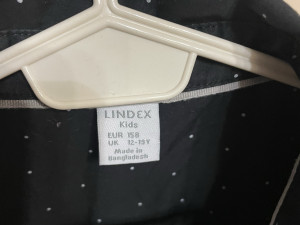 LINDEX
Kids
EUR 158
UK 12-13Y
Made in
Bangladesh